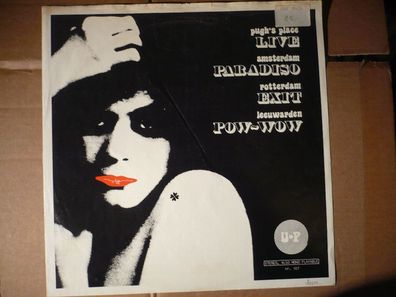 pugh's place
LIVE
amsterdam
PARADISO
rotterdam
EXIT
leeuwarden
POW-WOW
U·P
STEREO, ALSO MONO PLAYABLE